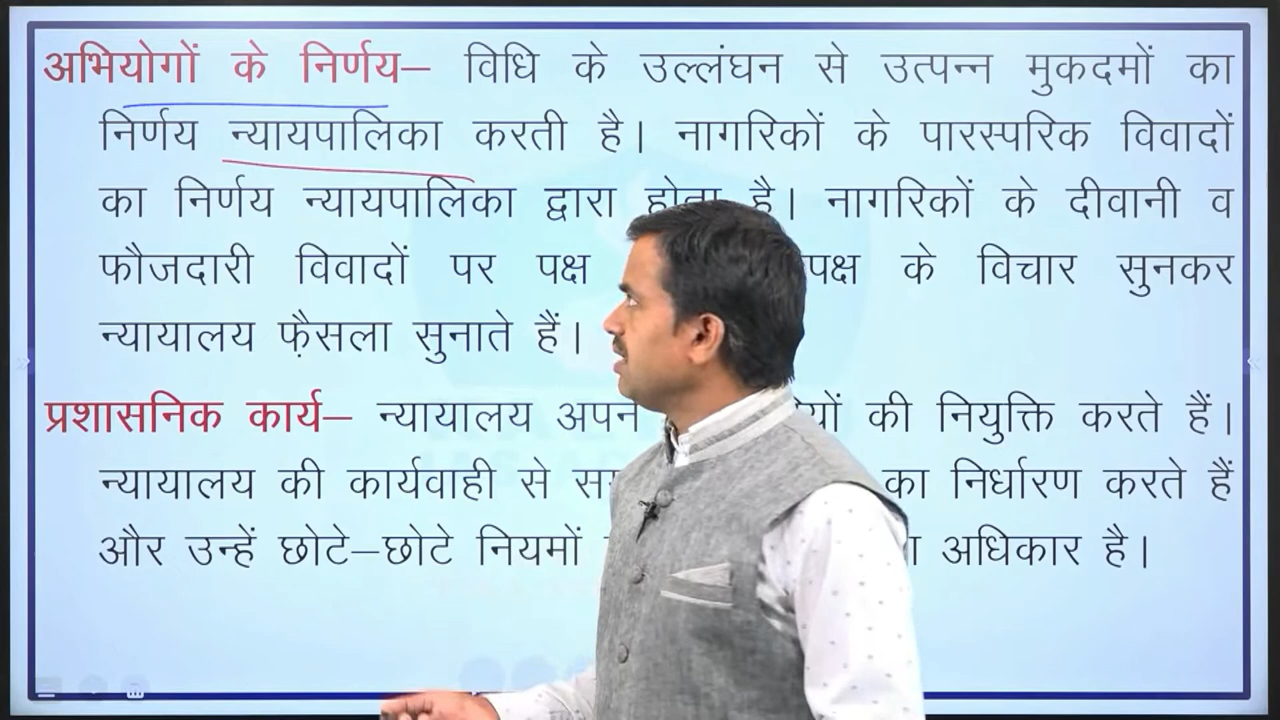 अभियोगों के निर्णय– विधि के उल्लंघन से उत्पन्न मुकदमों का
निर्णय न्यायपालिका करती है। नागरिकों के पारस्परिक विवादों
का निर्णय न्यायपालिका द्वारा होता है। नागरिकों के दीवानी व
फौजदारी विवादों पर पक्ष के विचार सुनकर
न्यायालय फ़ैसला सुनाते हैं।
प्रशासनिक कार्य– न्यायालय की नियुक्ति करते हैं।
न्यायालय की कार्यवाही से का निर्धारण करते हैं
और उन्हें छोटे–छोटे नियमों अधिकार है।